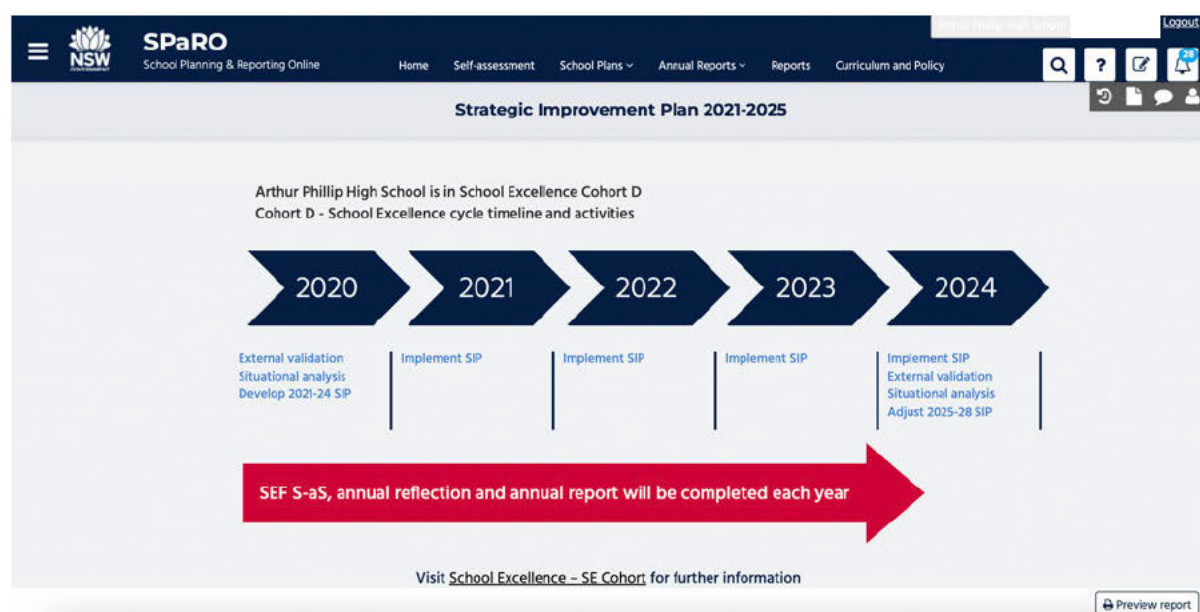 Logout
SPaRO
NSW
GOVERNMENT
School Planning & Reporting Online
Home
Self-assessment
School Plans
Annual Reports
Reports
Curriculum and Policy
?
Strategic Improvement Plan 2021-2025
Arthur Phillip High School is in School Excellence Cohort D
Cohort D - School Excellence cycle timeline and activities
2020
2021
2022
2023
2024
External validation
Situational analysis
Develop 2021-24 SIP
Implement SIP
Implement SIP
Implement SIP
Implement SIP
External validation
Situational analysis
Adjust 2025-28 SIP
SEF S-aS, annual reflection and annual report will be completed each year
Visit School Excellence – SE Cohort for further information
Preview report